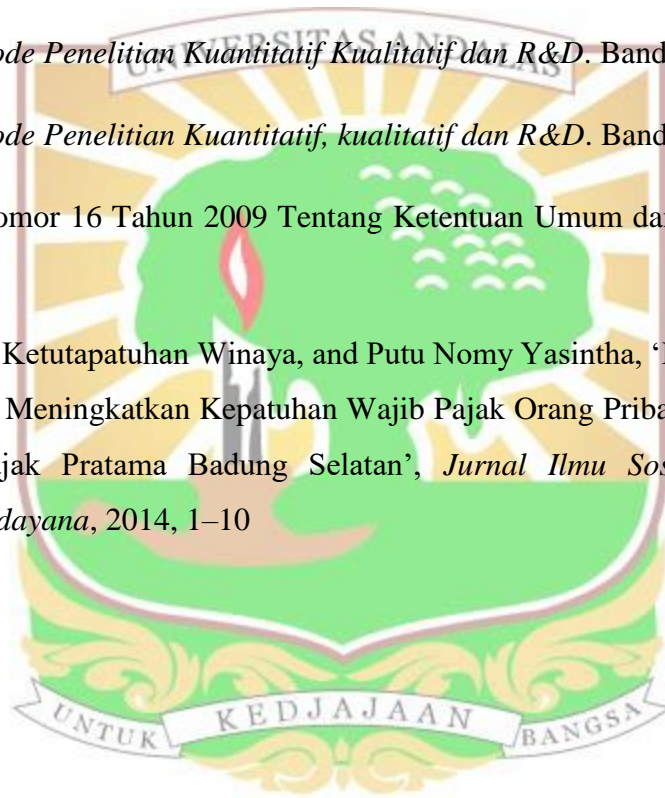 UNIVERSITAS ANDALAS
ode Penelitian Kuantitatif Kualitatif dan R&D. Band
ode Penelitian Kuantitatif, kualitatif dan R&D. Band
omor 16 Tahun 2009 Tentang Ketentuan Umum da
Ketutapatuhan Winaya, and Putu Nomy Yasintha, ‘
Meningkatkan Kepatuhan Wajib Pajak Orang Priba
jak Pratama Badung Selatan’, Jurnal Ilmu Sos
dayana, 2014, 1–10
UNTUK KEDJAJAAN BANGSA